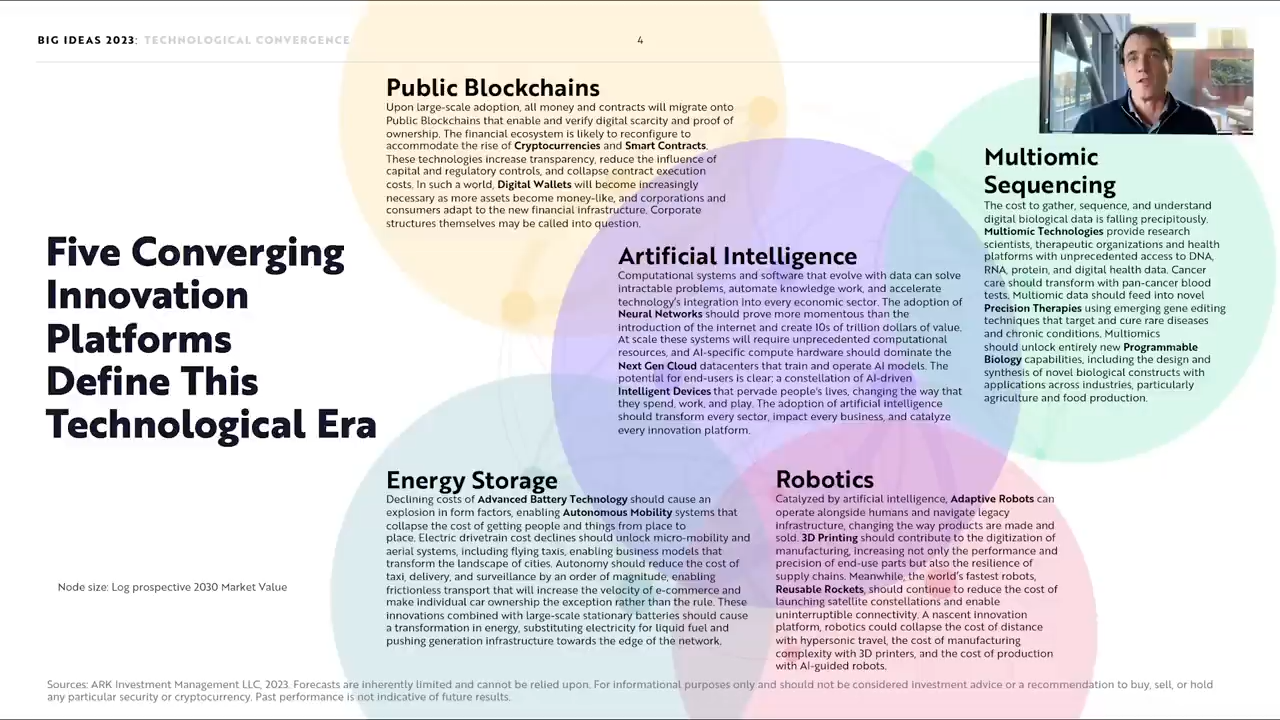 BIG IDEAS 2023: TECHNOLOGICAL CONVERGENCE
4
Five Converging
Innovation
Platforms
Define This
Technological Era
Node size: Log prospective 2030 Market Value
Public Blockchains
Upon large-scale adoption, all money and contracts will migrate onto
Public Blockchains that enable and verify digital scarcity and proof of
ownership. The financial ecosystem is likely to reconfigure to
accommodate the rise of Cryptocurrencies and Smart Contracts.
These technologies increase transparency, reduce the influence of
capital and regulatory controls, and collapse contract execution
costs. In such a world, Digital Wallets will become increasingly
necessary as more assets become money-like, and corporations and
consumers adapt to the new financial infrastructure. Corporate
structures themselves may be called into question.
Artificial Intelligence
Computational systems and software that evolve with data can solve
intractable problems, automate knowledge work, and accelerate
technology's integration into every economic sector. The adoption of
Neural Networks should prove more momentous than the
introduction of the internet and create 10s of trillion dollars of value.
At scale these systems will require unprecedented computational
resources, and AI-specific compute hardware should dominate the
Next Gen Cloud datacenters that train and operate AI models. The
potential for end-users is clear: a constellation of AI-driven
Intelligent Devices that pervade people's lives, changing the way that
they spend, work, and play. The adoption of artificial intelligence
should transform every sector, impact every business, and catalyze
every innovation platform.
Multiomic
Sequencing
The cost to gather, sequence, and understand
digital biological data is falling precipitously.
Multiomic Technologies provide research
scientists, therapeutic organizations and health
platforms with unprecedented access to DNA,
RNA, protein, and digital health data. Cancer
care should transform with pan-cancer blood
tests. Multiomic data should feed into novel
Precision Therapies using emerging gene editing
techniques that target and cure rare diseases
and chronic conditions. Multiomics
should unlock entirely new Programmable
Biology capabilities, including the design and
synthesis of novel biological constructs with
applications across industries, particularly
agriculture and food production.
Energy Storage
Declining costs of Advanced Battery Technology should cause an
explosion in form factors, enabling Autonomous Mobility systems that
collapse the cost of getting people and things from place to
place. Electric drivetrain cost declines should unlock micro-mobility and
aerial systems, including flying taxis, enabling business models that
transform the landscape of cities. Autonomy should reduce the cost of
taxi, delivery, and surveillance by an order of magnitude, enabling
frictionless transport that will increase the velocity of e-commerce and
make individual car ownership the exception rather than the rule. These
innovations combined with large-scale stationary batteries should cause
a transformation in energy, substituting electricity for liquid fuel and
pushing generation infrastructure towards the edge of the network.
Robotics
Catalyzed by artificial intelligence, Adaptive Robots can
operate alongside humans and navigate legacy
infrastructure, changing the way products are made and
sold. 3D Printing should contribute to the digitization of
manufacturing, increasing not only the performance and
precision of end-use parts but also the resilience of
supply chains. Meanwhile, the world's fastest robots,
Reusable Rockets, should continue to reduce the cost of
launching satellite constellations and enable
uninterruptible connectivity. A nascent innovation
platform, robotics could collapse the cost of distance
with hypersonic travel, the cost of manufacturing
complexity with 3D printers, and the cost of production
with AI-guided robots.
Sources: ARK Investment Management LLC, 2023. Forecasts are inherently limited and cannot be relied upon. For informational purposes only and should not be considered investment advice or a recommendation to buy, sell, or hold
any particular security or cryptocurrency. Past performance is not indicative of future results.